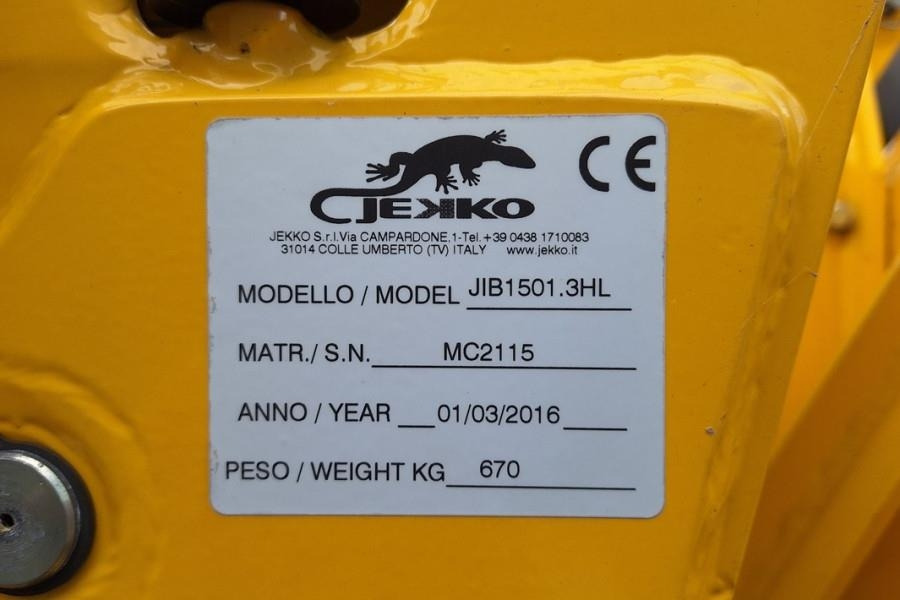 CE
JEKKO
JEKKO S.r.l.Via CAMPARDONE,1-Tel.+39 0438 1710083
31014 COLLE UMBERTO (TV) ITALY www.jekko.it
MODELLO / MODEL JIB1501.3HL
MATR./ S.N. MC2115
ANNO / YEAR 01/03/2016
PESO / WEIGHT KG 670